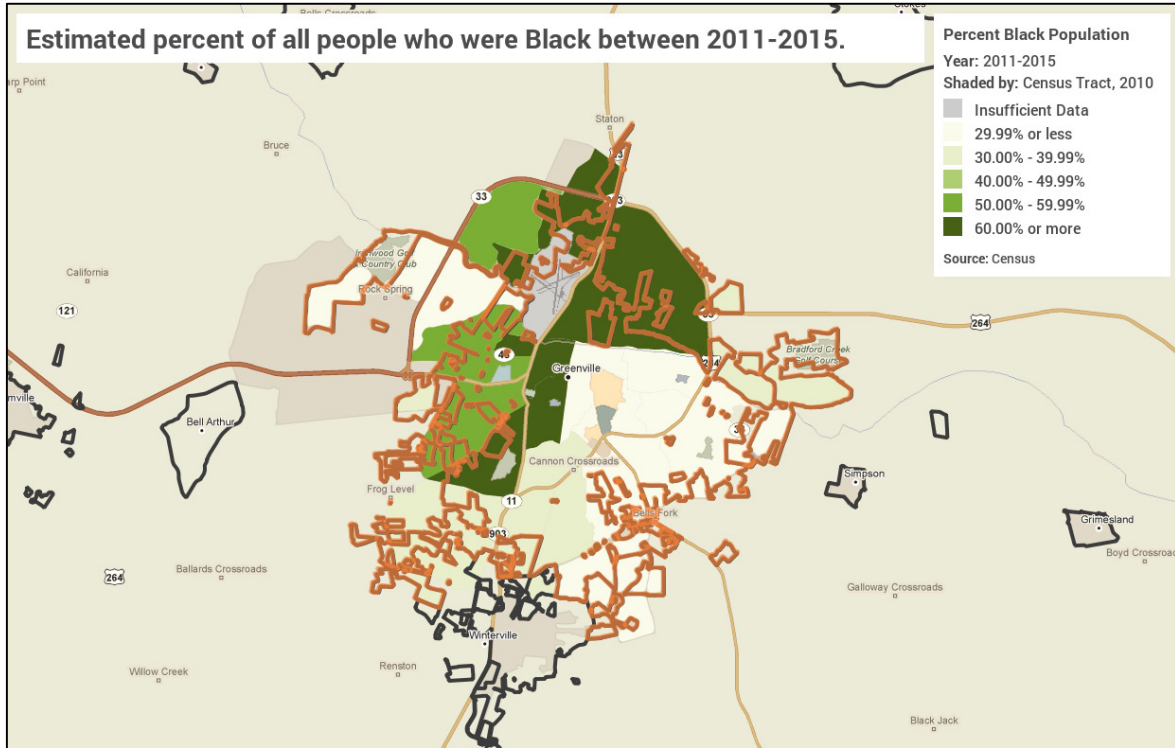 Estimated percent of all people who were Black between 2011-2015.
Percent Black Population
Year: 2011-2015
Shaded by: Census Tract, 2010
Insufficient Data
29.99% or less
30.00% - 39.99%
40.00% - 49.99%
50.00% - 59.99%
60.00% or more
Source: Census
Bells Crossroads
Staton
Bruce
33
California
Rock Spring
121
264
Bradford Creek
43
Greenville
Bell Arthur
Cannon Crossroads
Simpson
Frog Level
11
Bells Fork
903
Grimesland
264
Ballards Crossroads
Galloway Crossroads
Winterville
Renston
Willow Creek
Black Jack